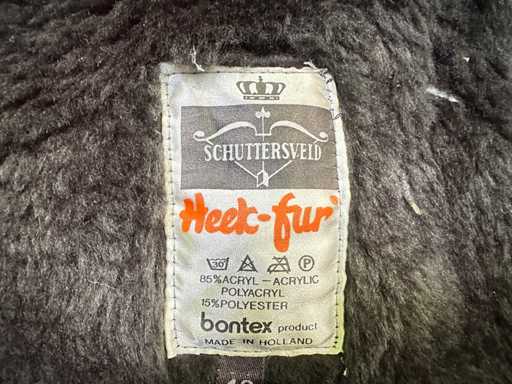 SCHUTTERSVELD
Heek-fur
30 A P
85% ACRYL - ACRYLIC
POLYACRYL
15% POLYESTER
bontex product
MADE IN HOLLAND